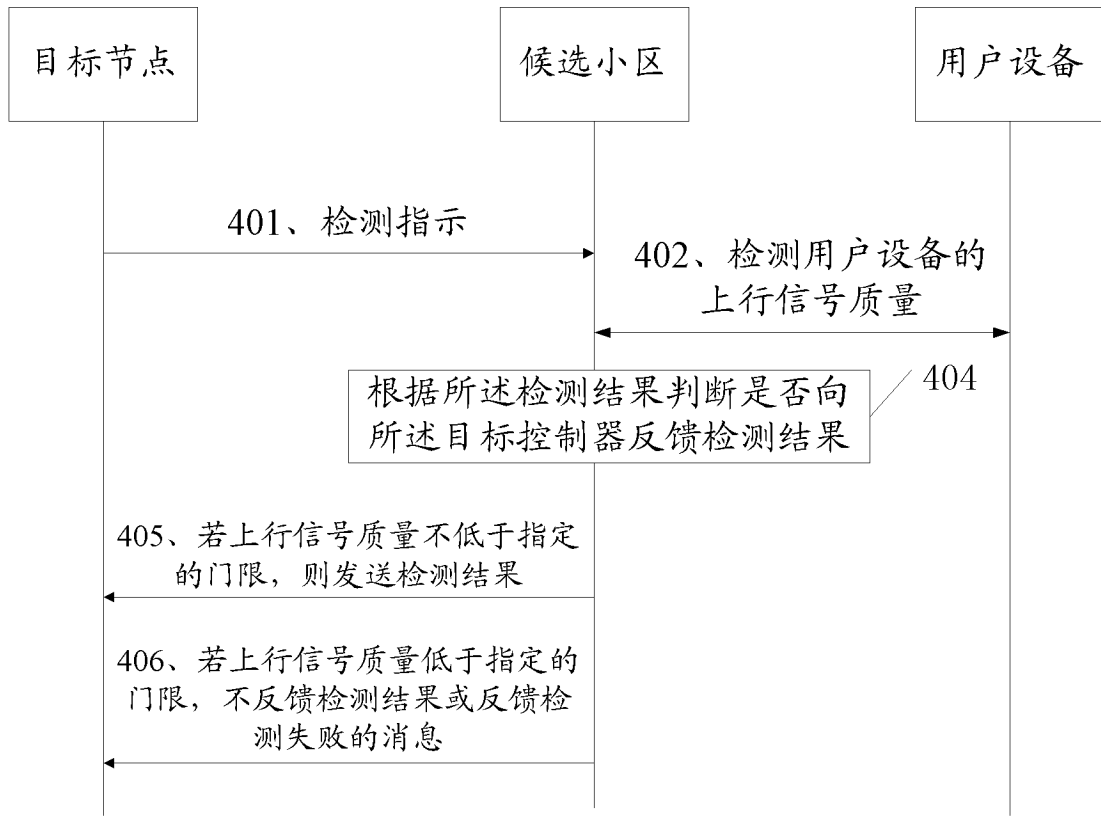 目标节点
候选小区
用户设备
401、检测指示
402、检测用户设备的
上行信号质量
404
根据所述检测结果判断是否向
所述目标控制器反馈检测结果
405、若上行信号质量不低于指定
的门限，则发送检测结果
406、若上行信号质量低于指定的
门限，不反馈检测结果或反馈检
测失败的消息